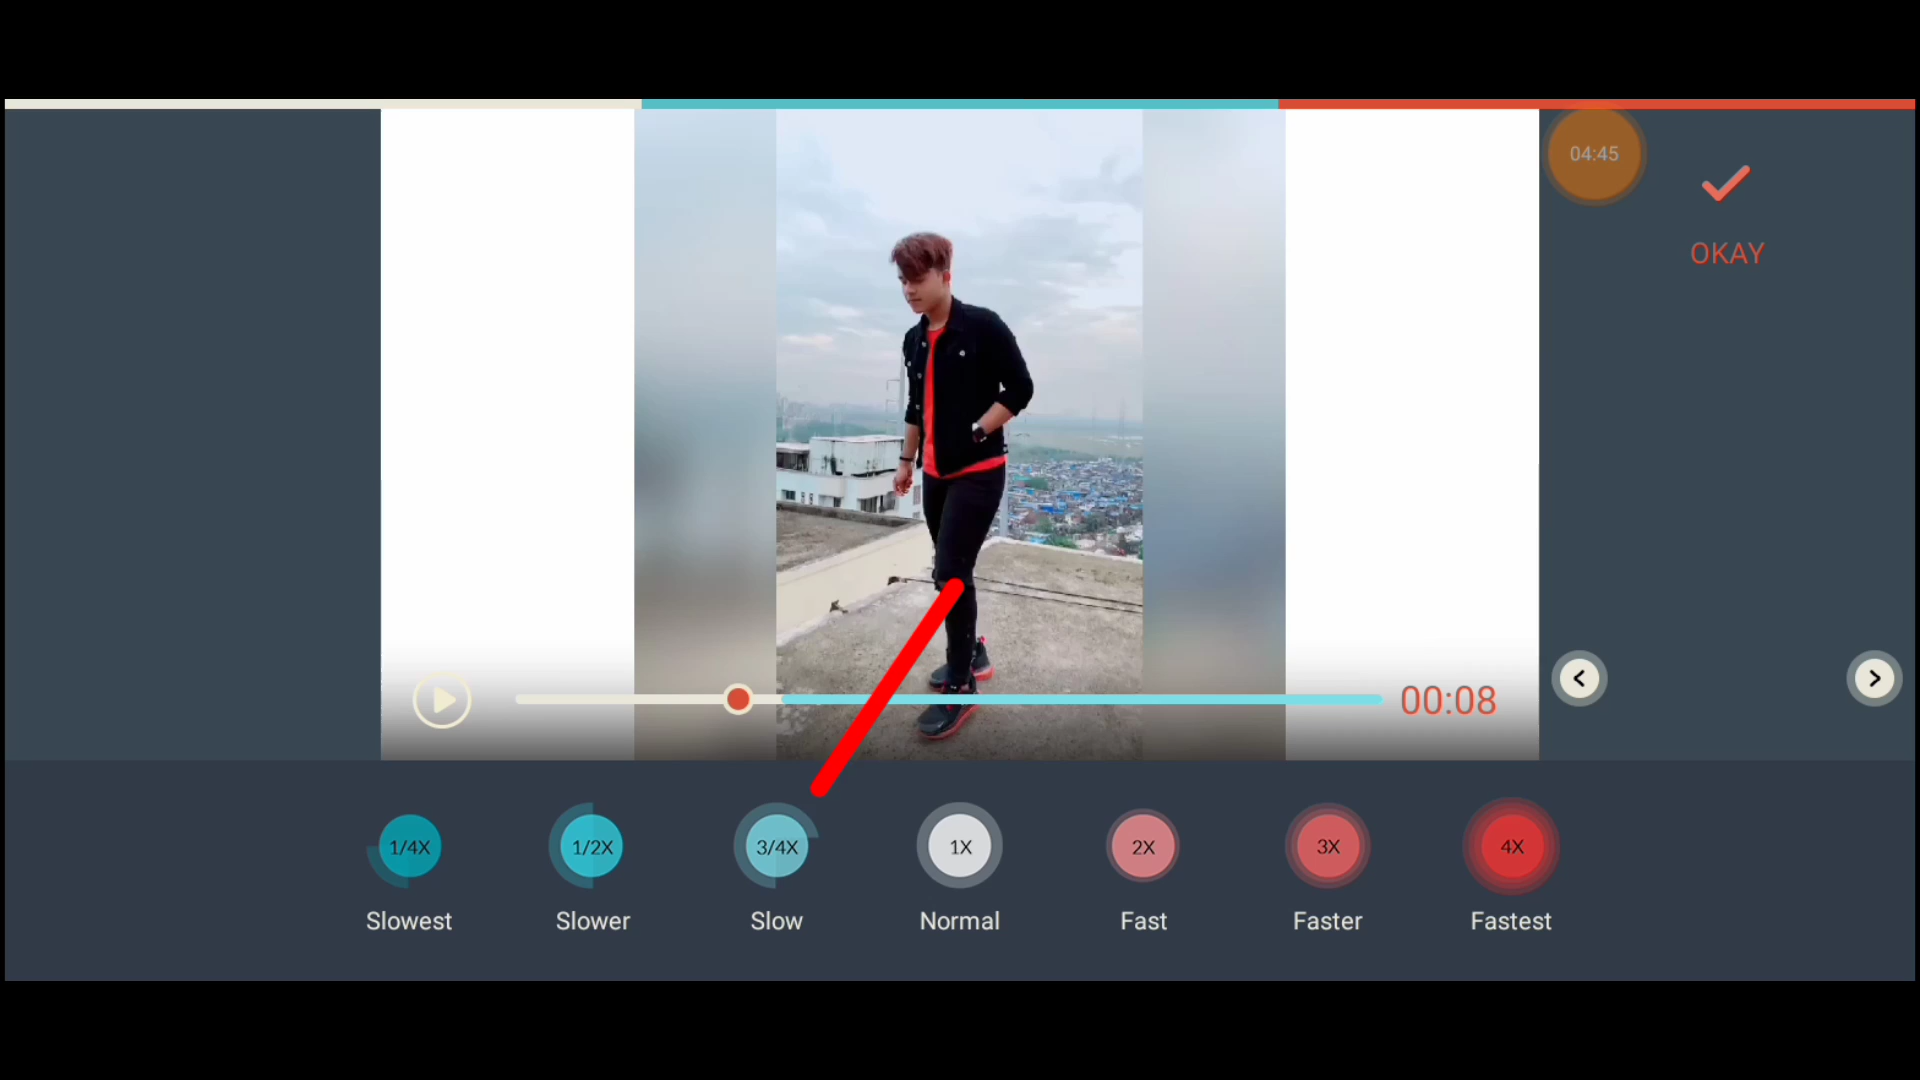 04:45
OKAY
00:08
1/4X
1/2X
3/4X
1X
2X
3X
4X
Slowest
Slower
Slow
Normal
Fast
Faster
Fastest